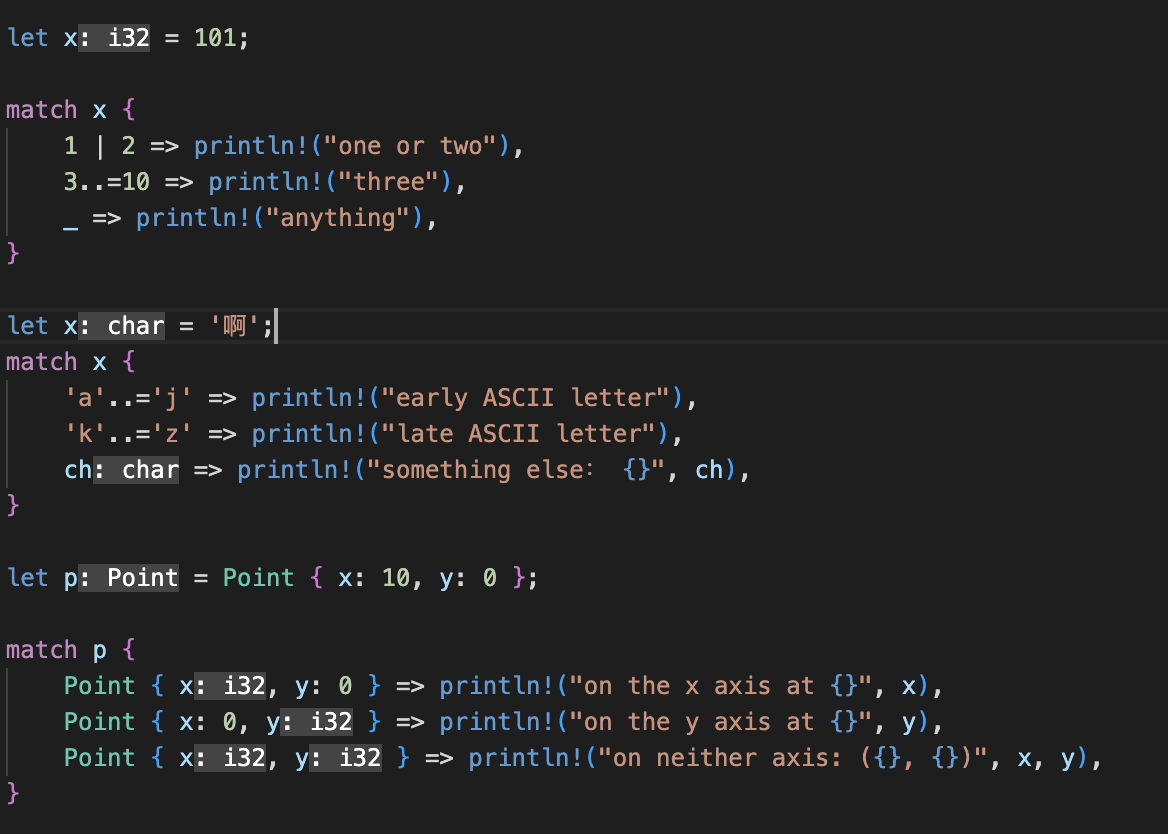 let x: i32 = 101;
match x {
    1 | 2 => println!("one or two"),
    3..=10 => println!("three"),
    _ => println!("anything"),
}
let x: char = '啊';
match x {
    'a'..='j' => println!("early ASCII letter"),
    'k'..='z' => println!("late ASCII letter"),
    ch: char => println!("something else： {}", ch),
}
let p: Point = Point { x: 10, y: 0 };
match p {
    Point { x: i32, y: 0 } => println!("on the x axis at {}", x),
    Point { x: 0, y: i32 } => println!("on the y axis at {}", y),
    Point { x: i32, y: i32 } => println!("on neither axis: ({}, {})", x, y),
}